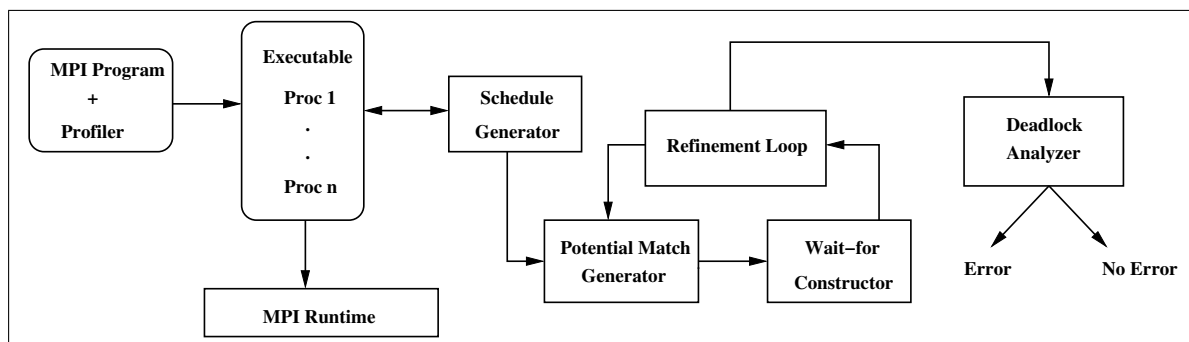 MPI Program
+
Profiler
Executable
Proc 1
.
.
Proc n
MPI Runtime
Schedule
Generator
Refinement Loop
Potential Match
Generator
Wait-for
Constructor
Deadlock
Analyzer
Error
No Error